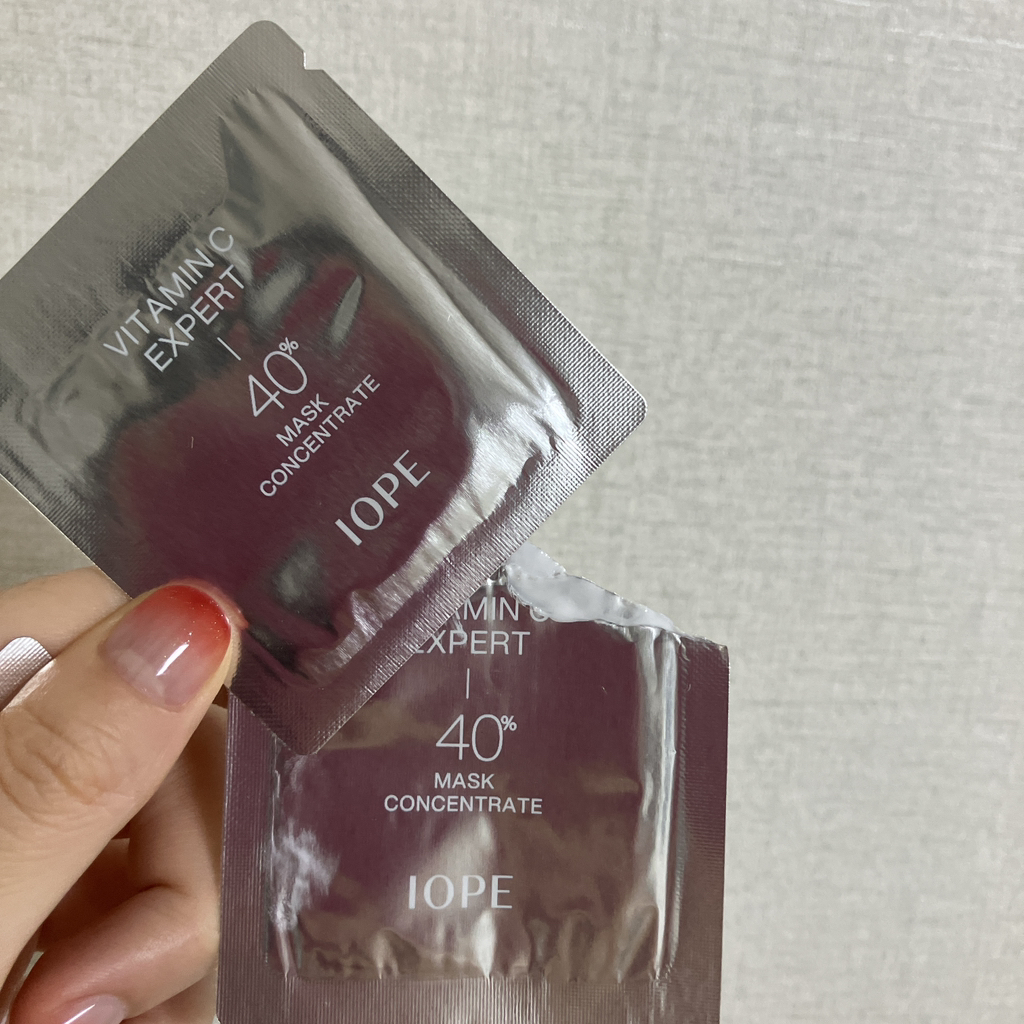 VITAMIN C
EXPERT
40%
MASK
CONCENTRATE
IOPE
EXPERT
40%
MASK
CONCENTRATE
IOPE